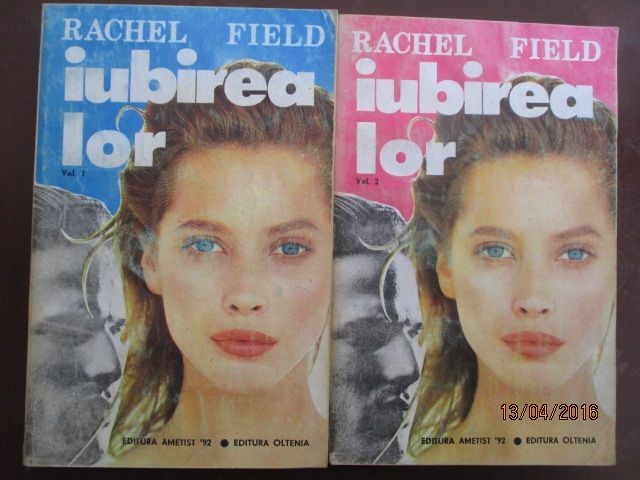 RACHEL FIELD
iubirea
lor
Vol. 1
EDITURA AMETIST '92 ● EDITURA OLTENIA
RACHEL FIELD
iubirea
lor
Vol. 2
EDITURA AMETIST '92 ● EDITURA OLTENIA
13/04/2016